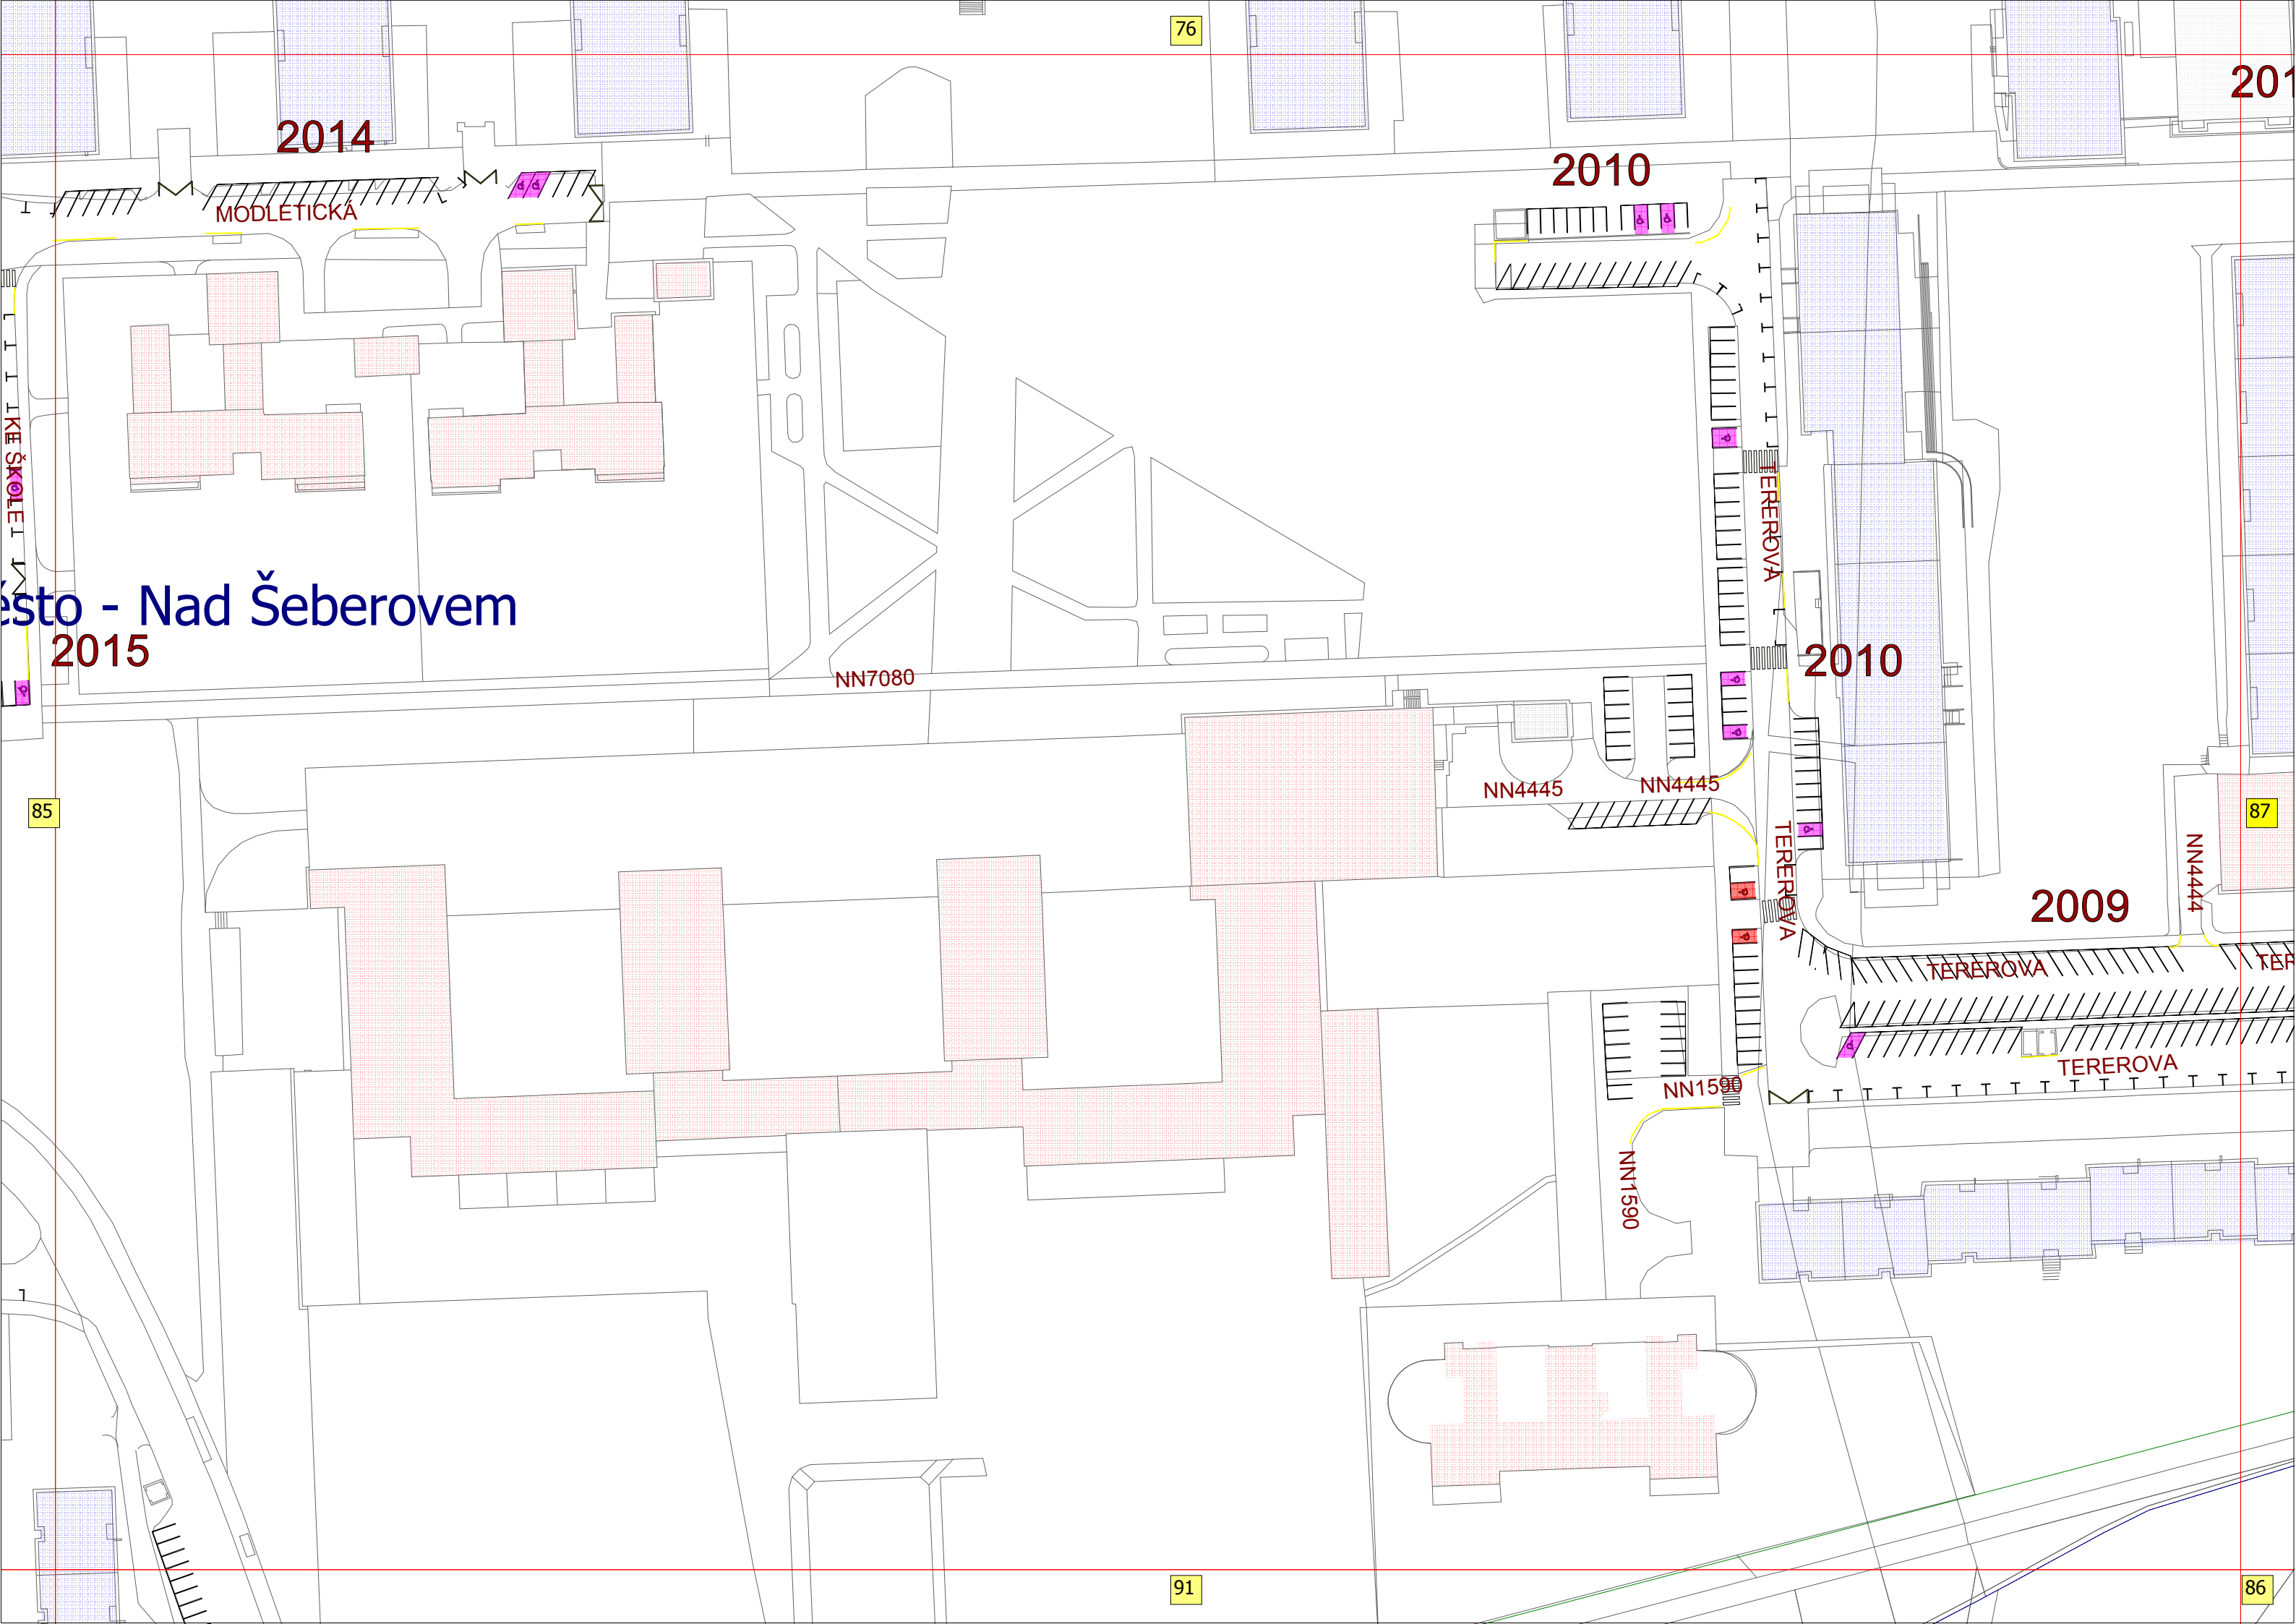 76
201
2014
2010
MODLETICKÁ
KE ŠKOLE
TEREROVA
ěsto - Nad Šeberovem
2015
2010
NN7080
NN4445
NN4445
85
87
TEREROVA
NN4444
2009
TEREROVA
TER
TEREROVA
NN1590
NN1590
91
86